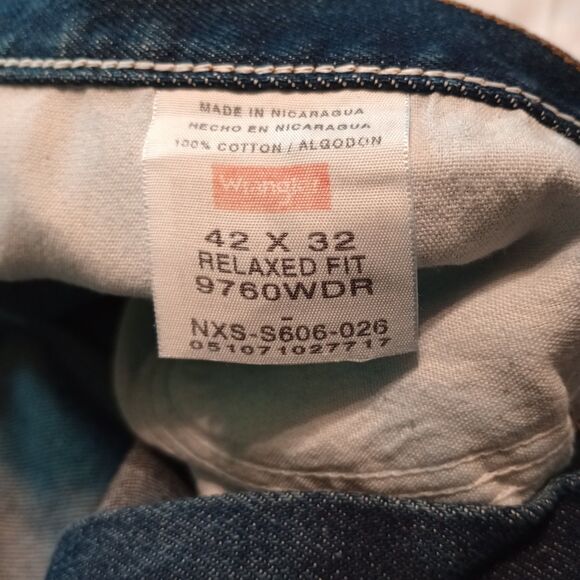 MADE IN NICARAGUA
HECHO EN NICARAGUA
100% COTTON / ALGODON
Wrangler
42 X 32
RELAXED FIT
9760WDR
-
NXS-S606-026
051071027717